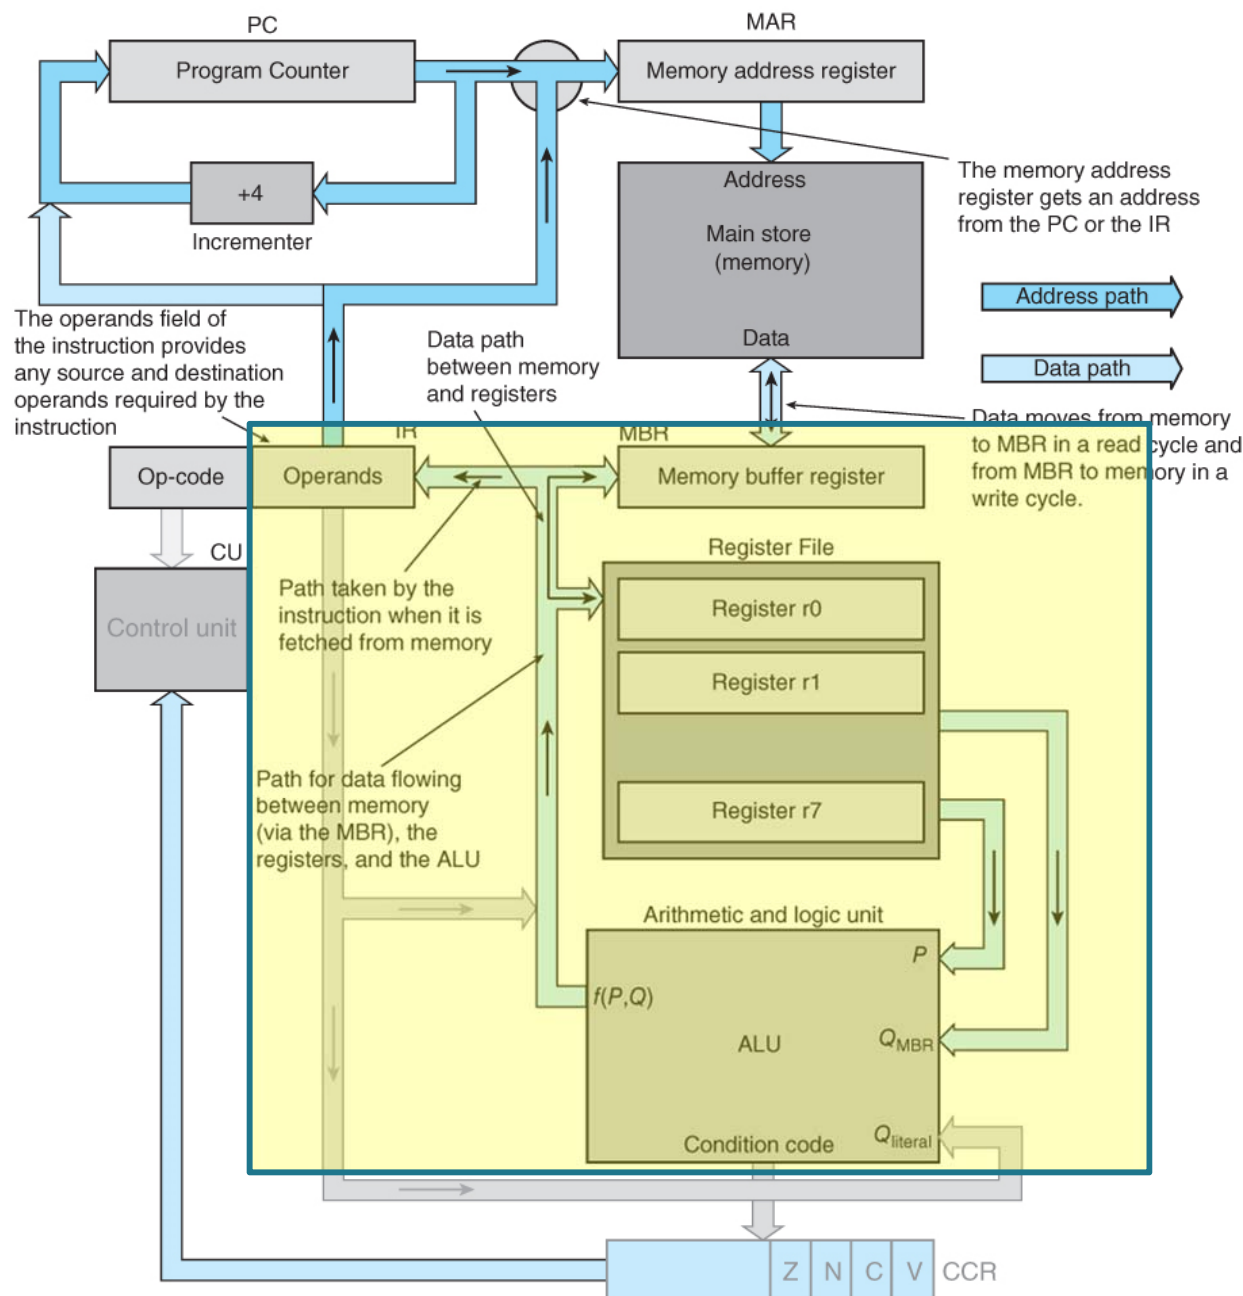 PC
MAR
Program Counter
Memory address register
+4
Incrementer
Address
Main store
(memory)
Data
The memory address
register gets an address
from the PC or the IR
Address path
Data path
The operands field of
the instruction provides
any source and destination
operands required by the
instruction
Data path
between memory
and registers
Data moves from memory
to MBR in a read cycle and
from MBR to memory in a
write cycle.
IR
MBR
Op-code
Operands
Memory buffer register
CU
Control unit
Path taken by the
instruction when it is
fetched from memory
Register File
Register r0
Register r1
Register r7
Path for data flowing
between memory
(via the MBR), the
registers, and the ALU
Arithmetic and logic unit
P
f(P,Q)
ALU
QMBR
Qliteral
Condition code
Z N C V CCR